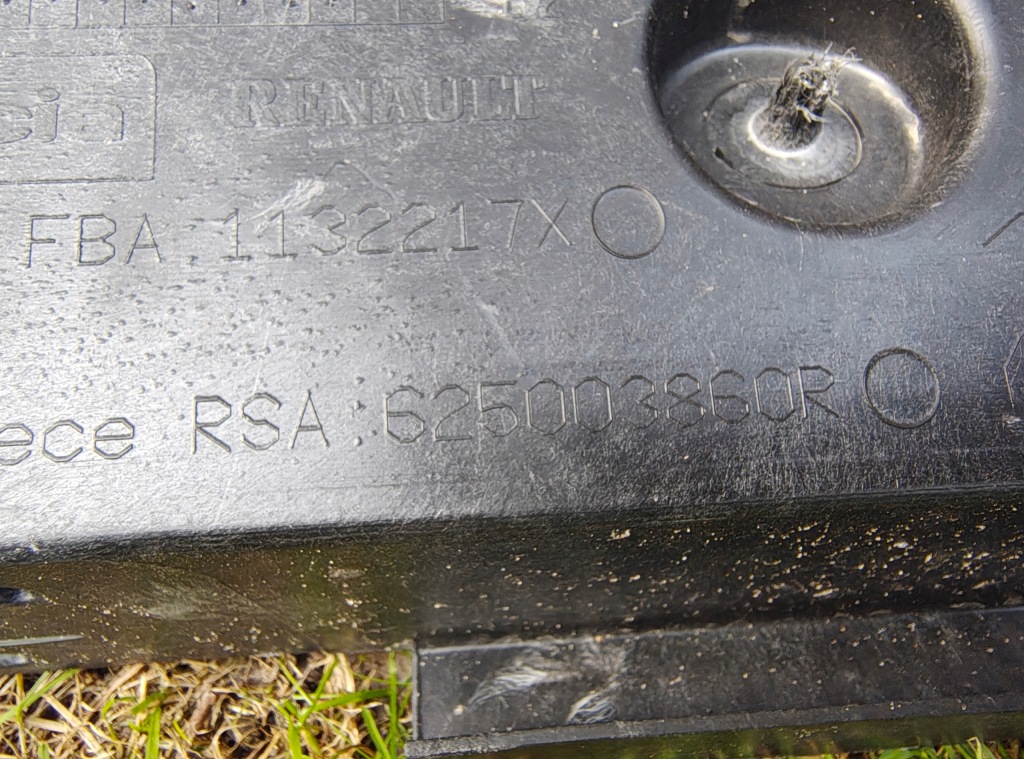 RENAULT
FBA : 1132217X
ece RSA : 625003860R